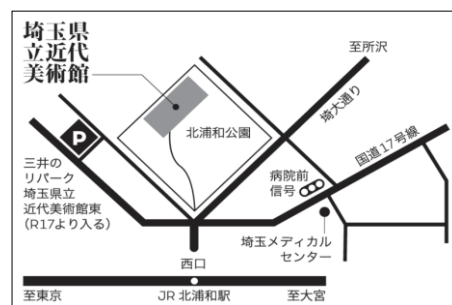 埼玉県
立近代
美術館
至所沢
埼大通り
北浦和公園
国道17号線
P
三井の
リパーク
埼玉県立
近代美術館東
(R17より入る)
病院前
信号
埼玉メディカル
センター
西口
至東京
JR 北浦和駅
至大宮